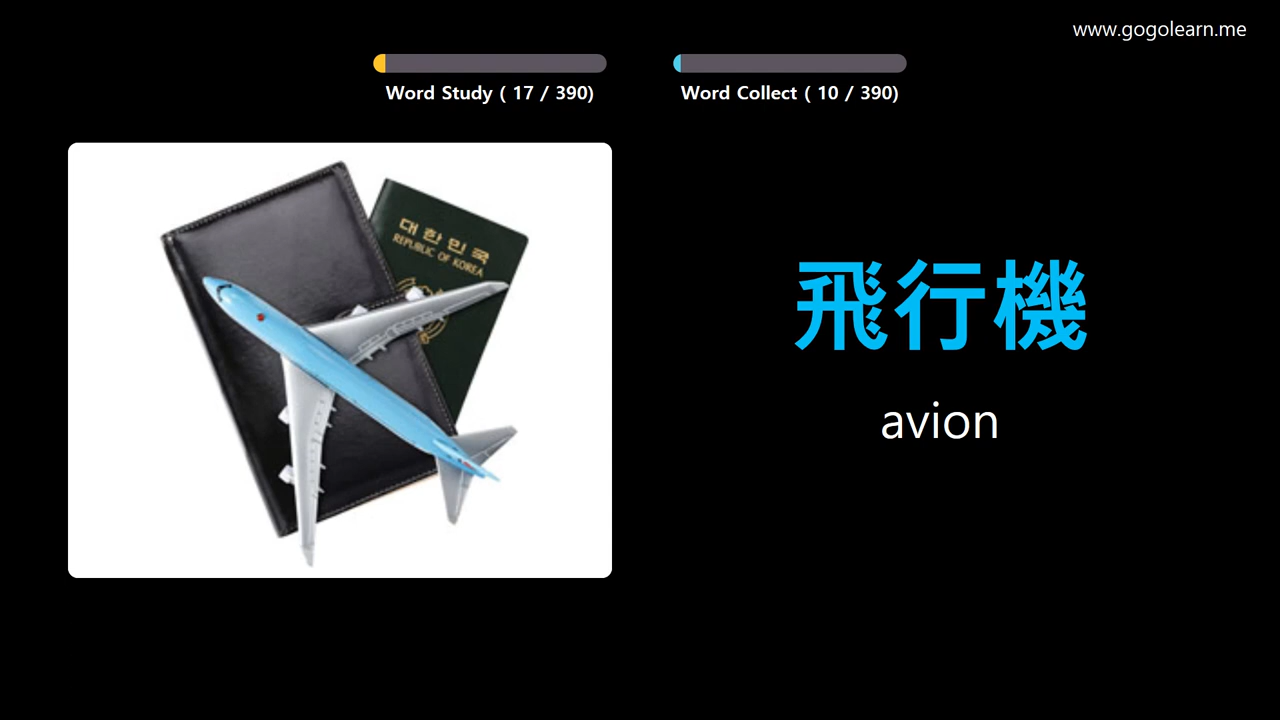 www.gogolearn.me
Word Study ( 17 / 390)
Word Collect ( 10 / 390)
대한민국
REPUBLIC OF KOREA
飛行機
avion